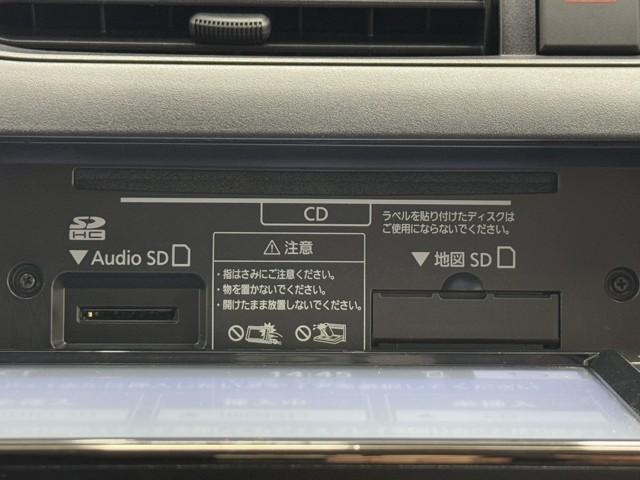 CD
ラベルを貼り付けたディスクは
ご使用にならないでください。
SD
HC
▼Audio SD
⚠注意
・指はさみにご注意ください。
・物を置かないでください。
・開けたまま放置しないでください。
▼地図 SD
14:45